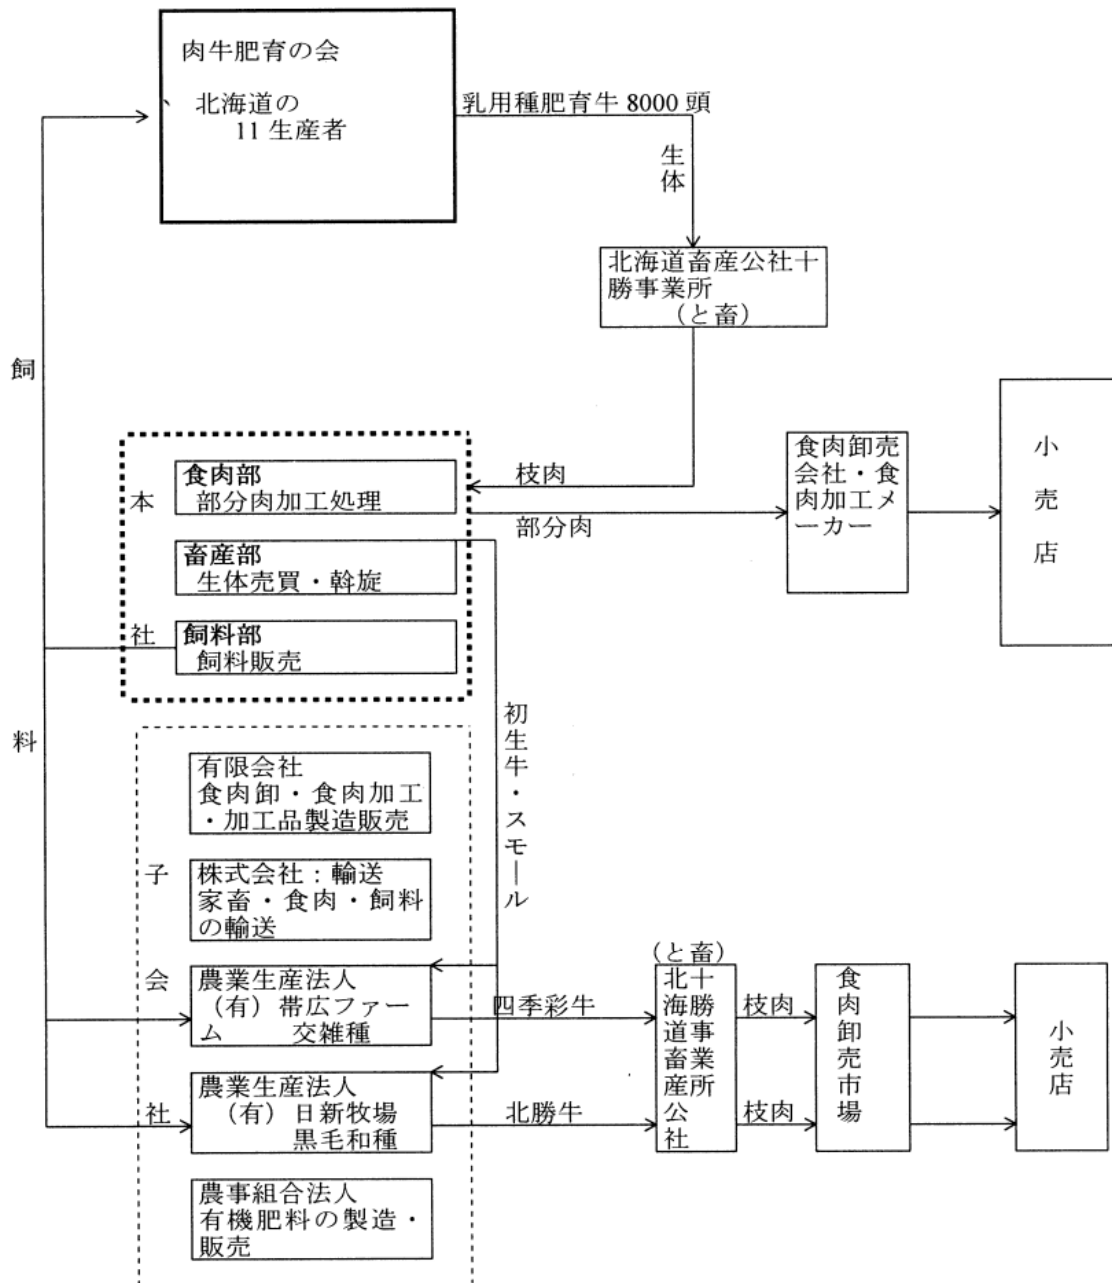 肉牛肥育の会
、北海道の
11 生産者
乳用種肥育牛 8000 頭
生体
北海道畜産公社十
勝事業所
（と畜）
飼
料
本
社
食肉部
部分肉加工処理
畜産部
生体売買・斡旋
飼料部
飼料販売
枝肉
部分肉
食肉卸売
会社・食
肉加工メ
ーカー
小売店
初生牛・スモール
子
会
社
有限会社
食肉卸・食肉加工
・加工品製造販売
株式会社：輸送
家畜・食肉・飼料
の輸送
農業生産法人
（有）帯広ファー
ム　　交雑種
農業生産法人
（有）日新牧場
黒毛和種
農事組合法人
有機肥料の製造・
販売
四季彩牛
北勝牛
（と畜）
十勝事業所
北海道畜産公社
枝肉
枝肉
食肉卸売市場
小売店